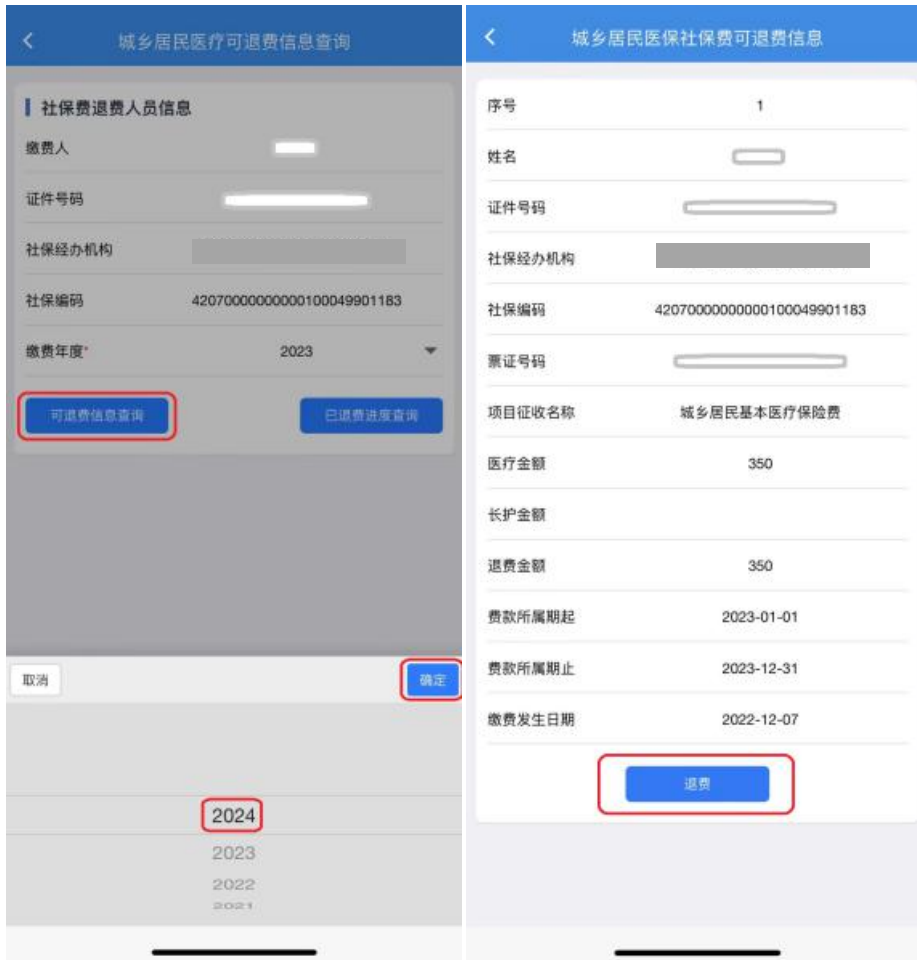 城乡居民医疗可退费信息查询
社保费退费人员信息
缴费人
证件号码
社保经办机构
社保编码 42070000000000100049901183
缴费年度* 2023
可退费信息查询 已退费进度查询
取消 确定
2024
2023
2022
2021
城乡居民医保社保费可退费信息
序号 1
姓名
证件号码
社保经办机构
社保编码 42070000000000100049901183
票证号码
项目征收名称 城乡居民基本医疗保险费
医疗金额 350
长护金额
退费金额 350
费款所属期起 2023-01-01
费款所属期止 2023-12-31
缴费发生日期 2022-12-07
退费